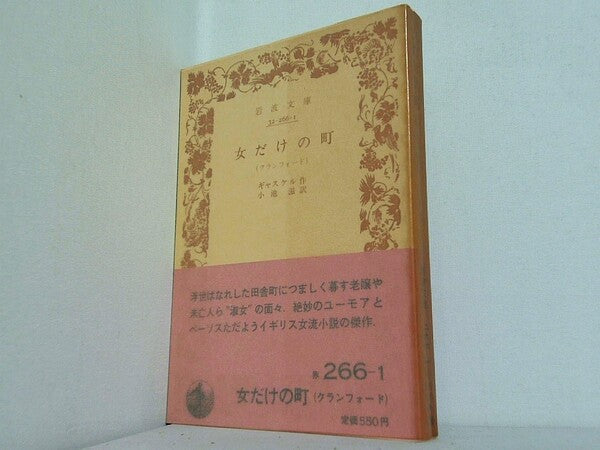 岩波文庫
32-266-1
女だけの町
(クランフォード)
ギャスケル作
小池 滋訳
浮世ばなれした田舎町につましく暮す老嬢や
未亡人ら“淑女”の面々．絶妙のユーモアと
ペーソスただようイギリス女流小説の傑作．
赤 266-1
女だけの町 (クランフォード)
定価550円